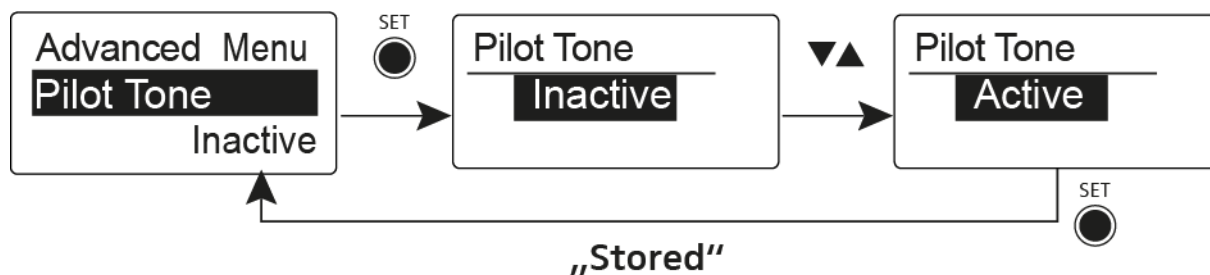 Advanced Menu
Pilot Tone
Inactive
SET
Pilot Tone
Inactive
▼▲
Pilot Tone
Active
SET
„Stored“